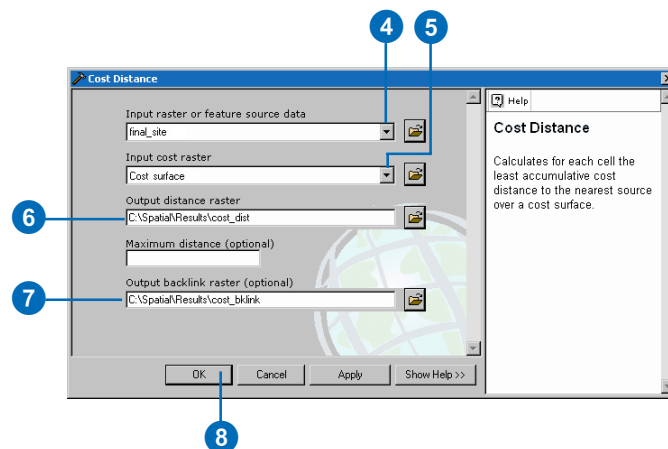 4 5
Cost Distance
Input raster or feature source data
final_site
Input cost raster
Cost surface
6
Output distance raster
C:\Spatial\Results\cost_dist
Maximum distance (optional)
7
Output backlink raster (optional)
C:\Spatial\Results\cost_bklink
OK Cancel Apply Show Help >>
8
Help
Cost Distance
Calculates for each cell the
least accumulative cost
distance to the nearest source
over a cost surface.